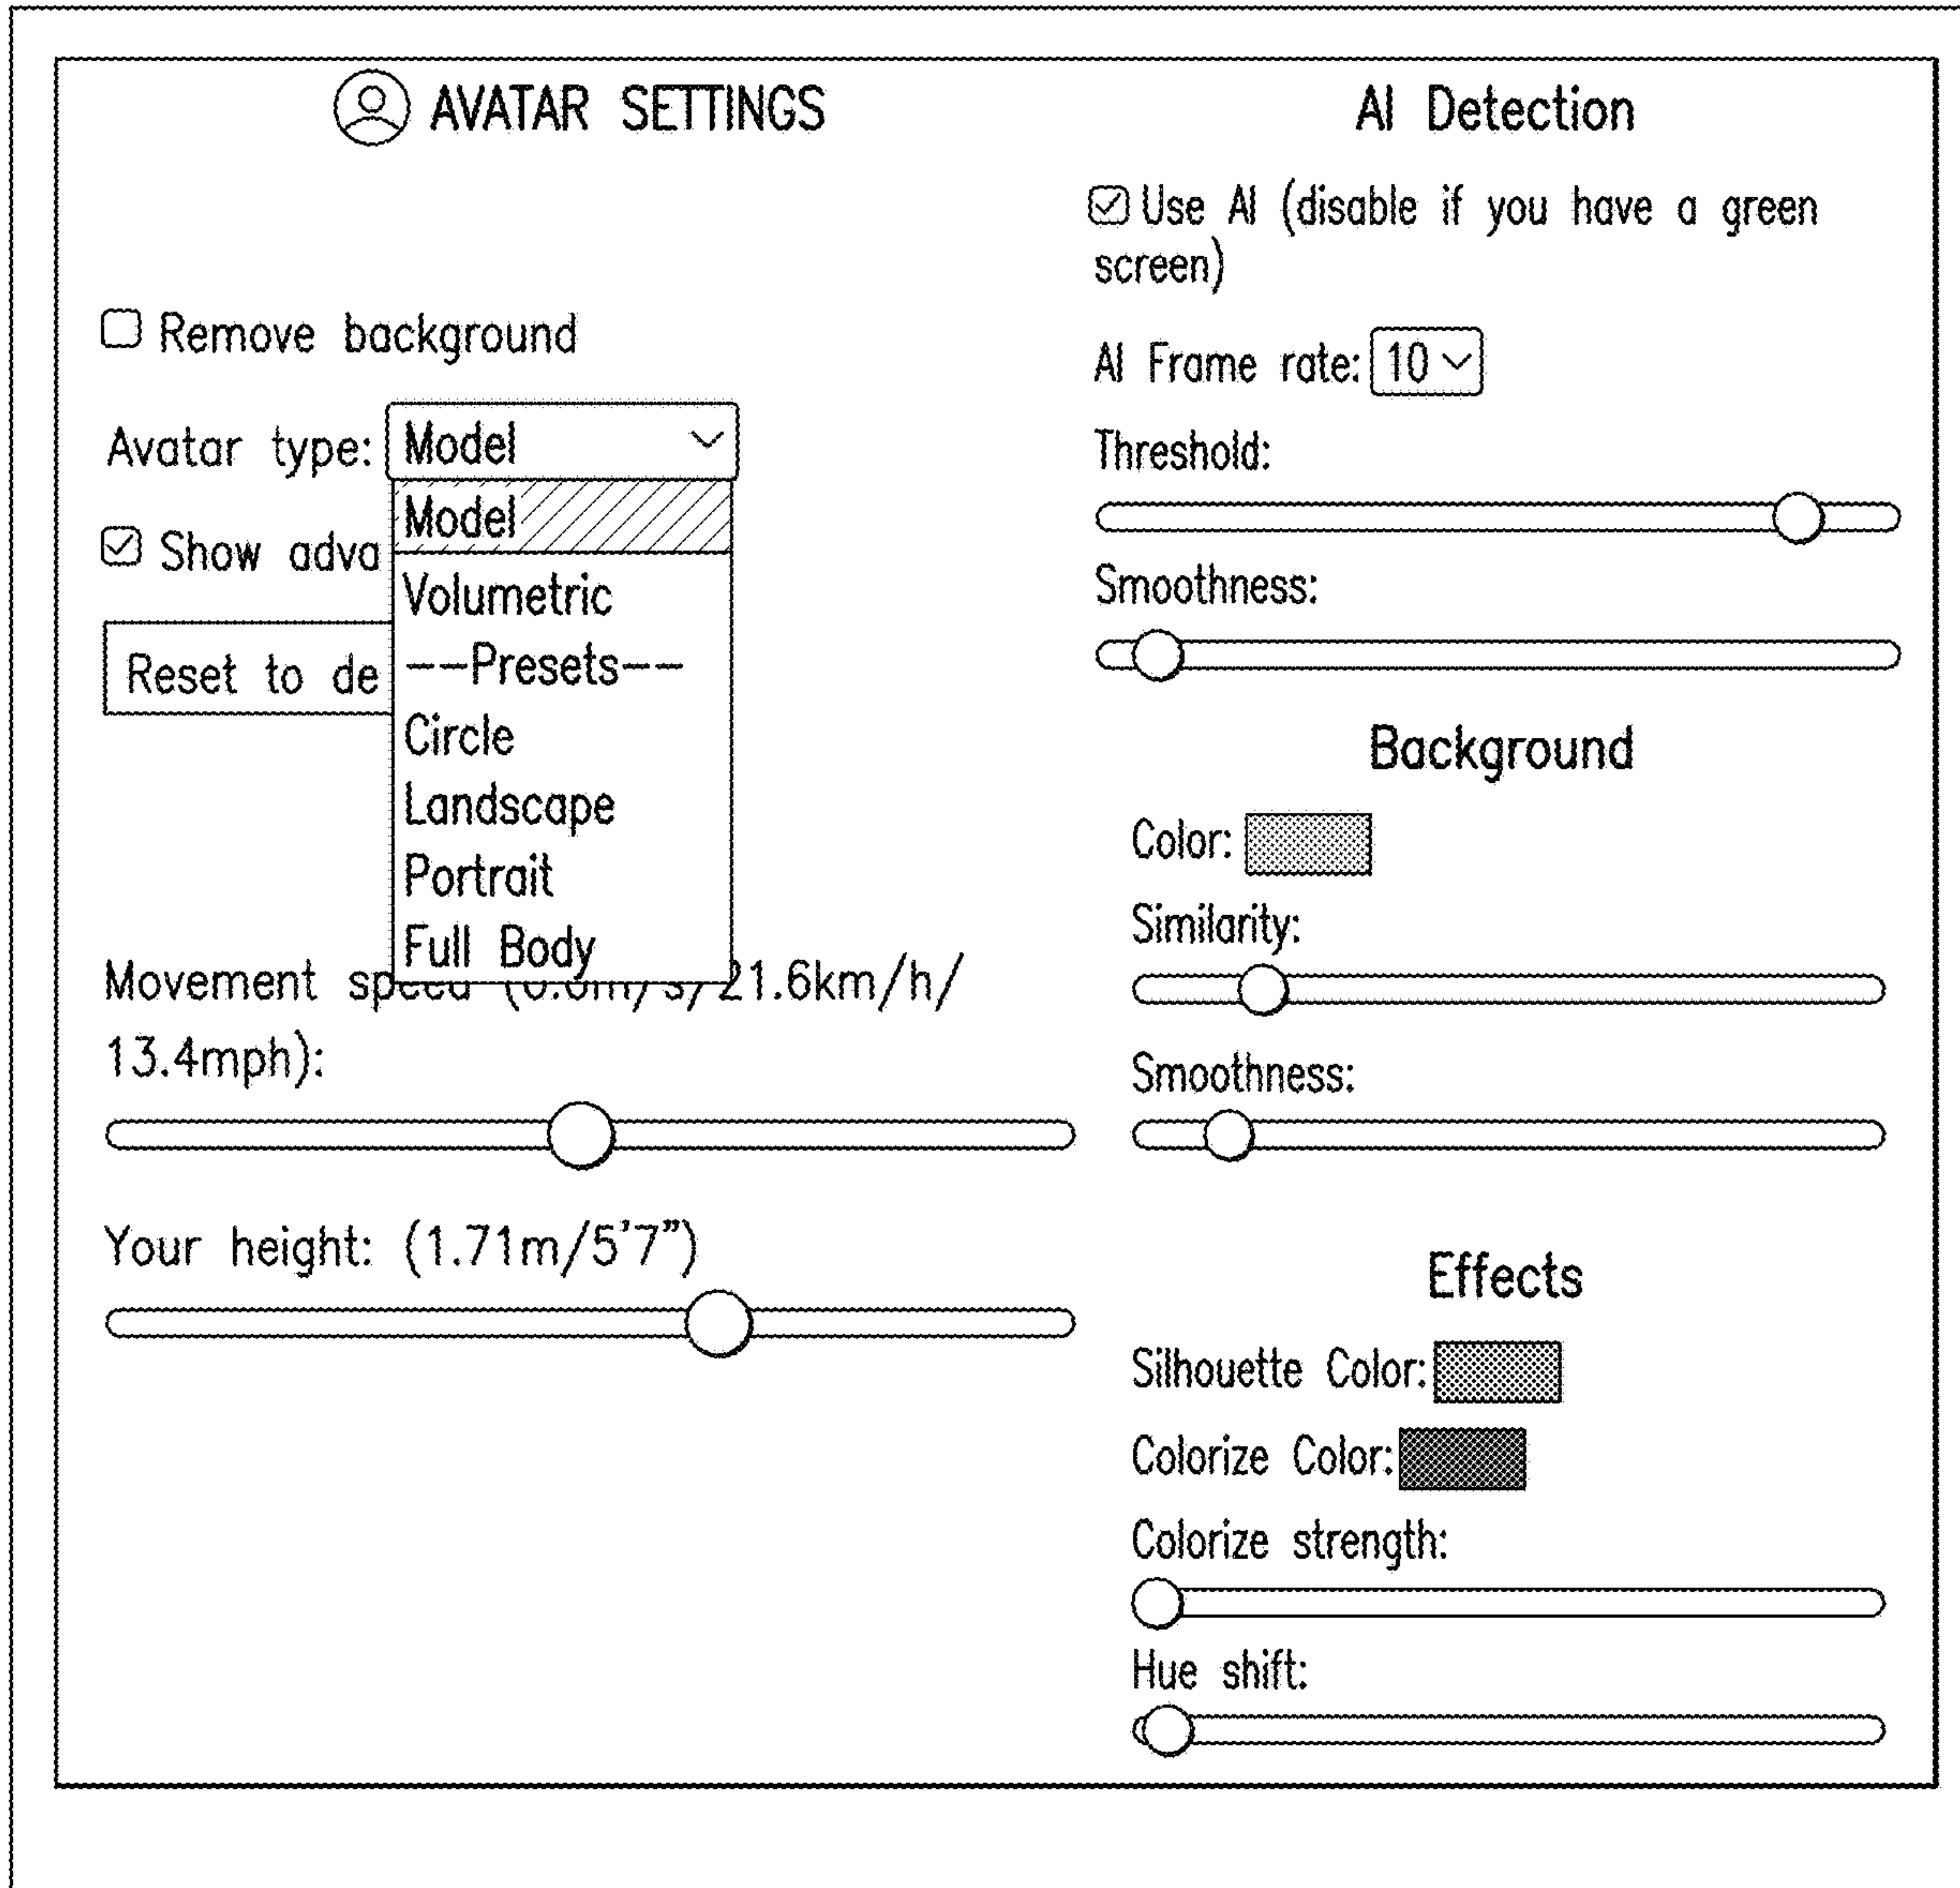 AVATAR SETTINGS
Remove background
Avatar type: Model
Model
Volumetric
--Presets--
Circle
Landscape
Portrait
Full Body
Show adva
Reset to de
Movement speed (6.0m/s/21.6km/h/
13.4mph):
Your height: (1.71m/5'7")
AI Detection
Use AI (disable if you have a green
screen)
AI Frame rate: 10
Threshold:
Smoothness:
Background
Color:
Similarity:
Smoothness:
Effects
Silhouette Color:
Colorize Color:
Colorize strength:
Hue shift: